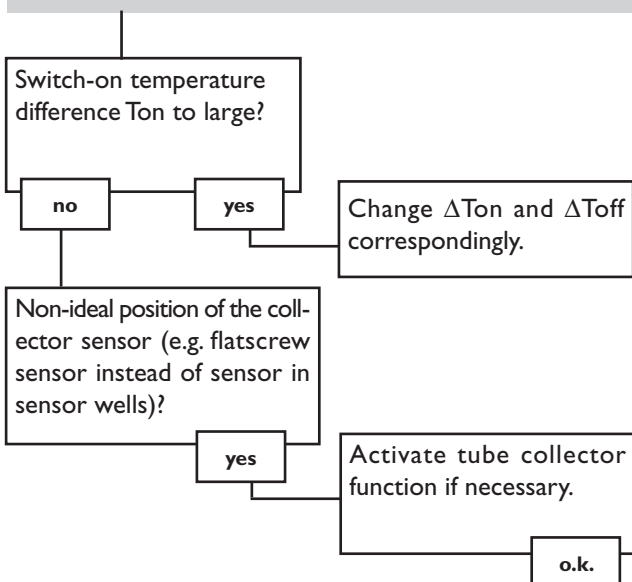 Switch-on temperature
difference Ton to large?
no
yes
Change ΔTon and ΔToff
correspondingly.
Non-ideal position of the coll-
ector sensor (e.g. flatscrew
sensor instead of sensor in
sensor wells)?
yes
Activate tube collector
function if necessary.
o.k.